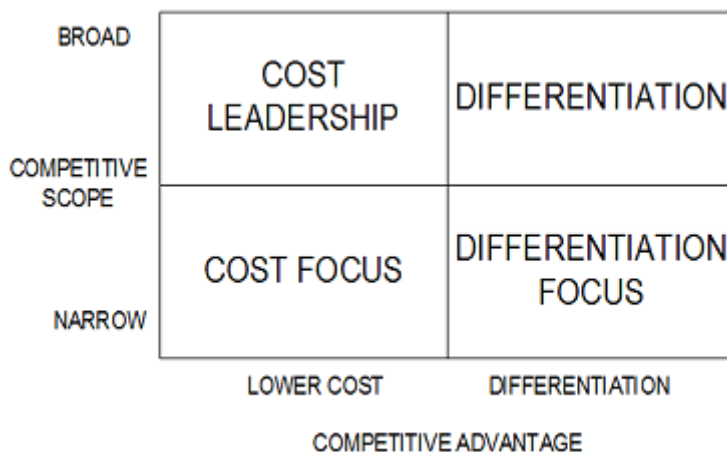 BROAD
COST
LEADERSHIP
DIFFERENTIATION
COMPETITIVE
SCOPE
COST FOCUS
DIFFERENTIATION
FOCUS
NARROW
LOWER COST
DIFFERENTIATION
COMPETITIVE ADVANTAGE